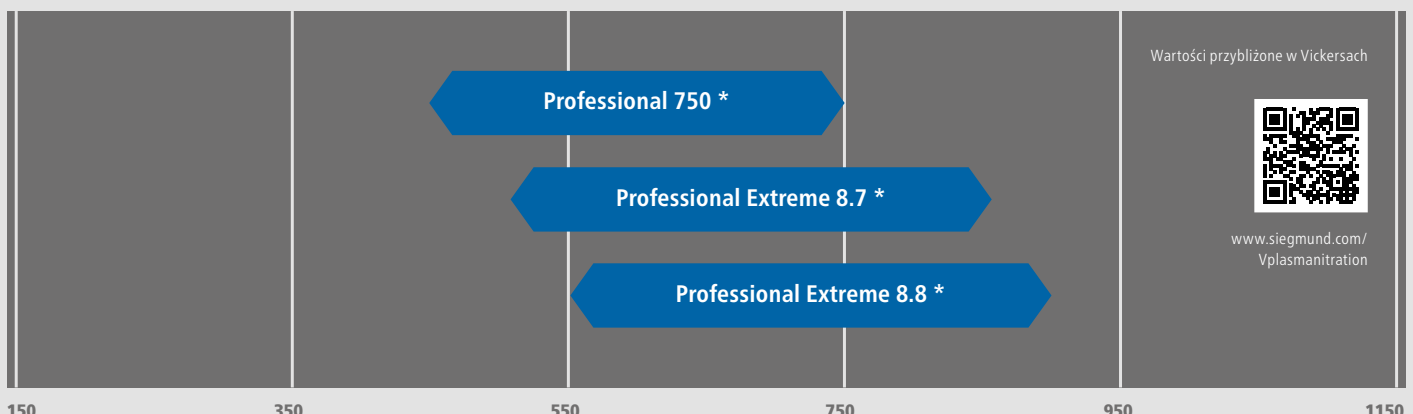 Wartości przybliżone w Vickersach
Professional 750 *
Professional Extreme 8.7 *
www.siegmund.com/
Vplasmanitration
Professional Extreme 8.8 *
150 350 550 750 950 1150